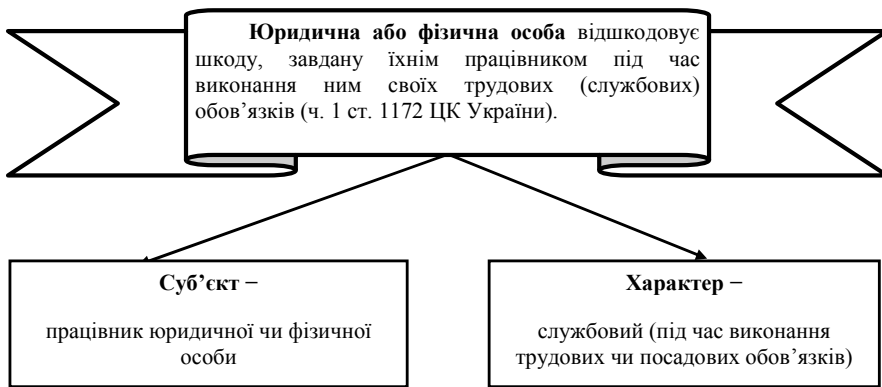 Юридична або фізична особа відшкодовує
шкоду, завдану їхнім працівником під час
виконання ним своїх трудових (службових)
обов’язків (ч. 1 ст. 1172 ЦК України).
Суб’єкт −
працівник юридичної чи фізичної
особи
Характер −
службовий (під час виконання
трудових чи посадових обов’язків)